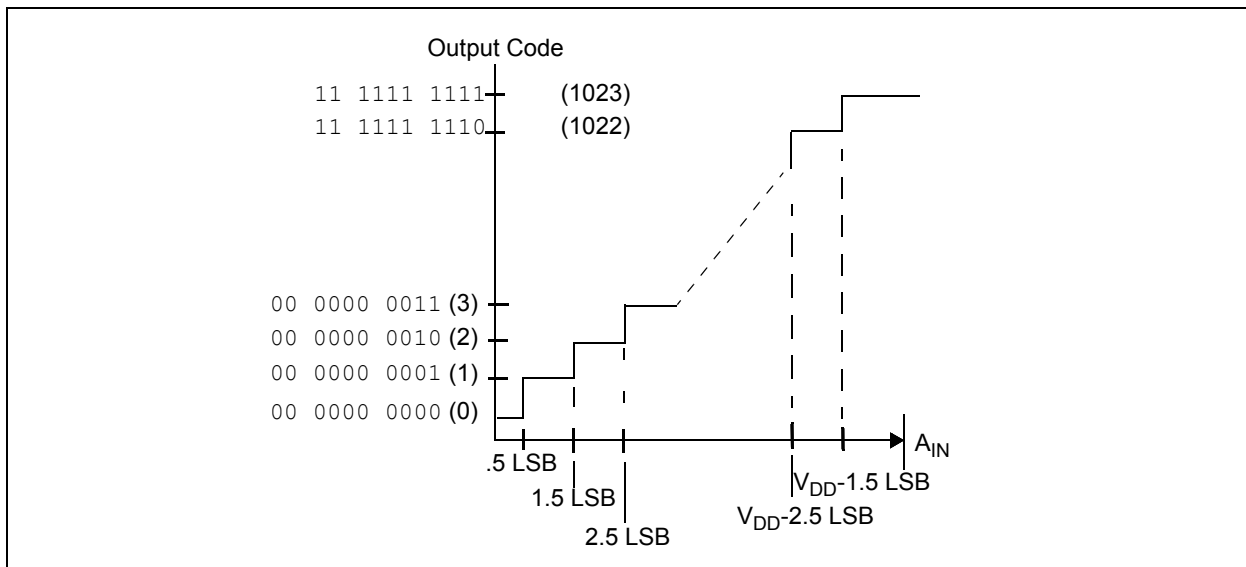 Output Code
11 1111 1111 (1023)
11 1111 1110 (1022)
00 0000 0011 (3)
00 0000 0010 (2)
00 0000 0001 (1)
00 0000 0000 (0)
AIN
.5 LSB
1.5 LSB
2.5 LSB
VDD-1.5 LSB
VDD-2.5 LSB